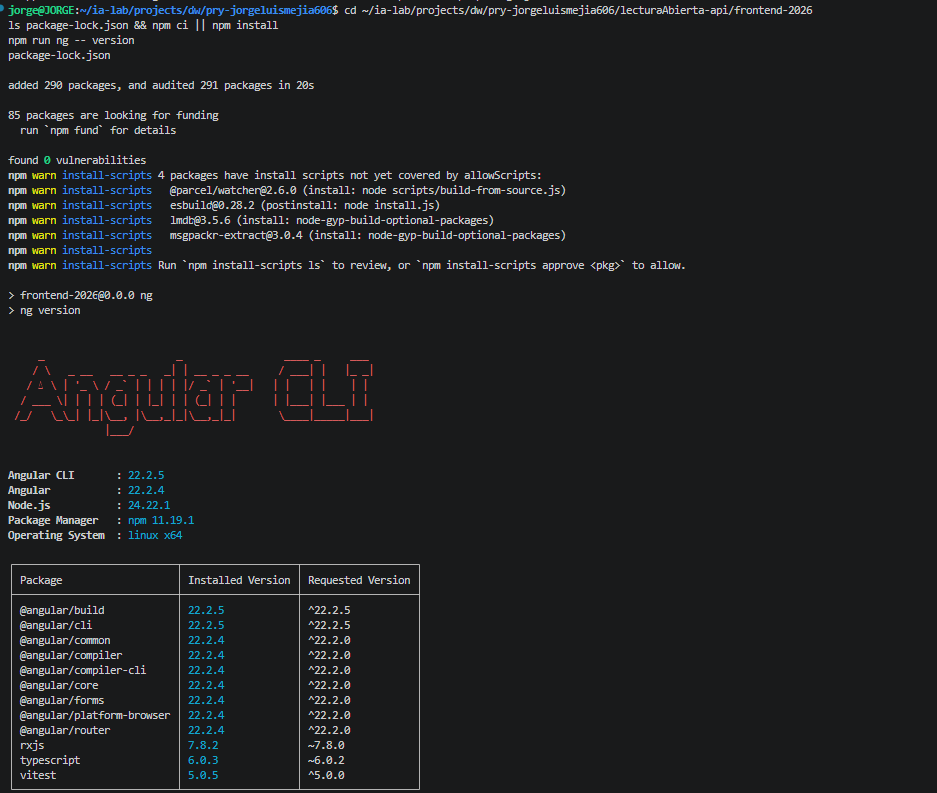 jorge@JORGE:~/ia-lab/projects/dw/pry-jorgeluismejia606$ cd ~/ia-lab/projects/dw/pry-jorgeluismejia606/lecturaAbierta-api/frontend-2026
ls package-lock.json && npm ci || npm install
npm run ng -- version
package-lock.json
added 290 packages, and audited 291 packages in 20s
85 packages are looking for funding
run `npm fund` for details
found 0 vulnerabilities
npm warn install-scripts 4 packages have install scripts not yet covered by allowScripts:
npm warn install-scripts   @parcel/watcher@2.6.0 (install: node scripts/build-from-source.js)
npm warn install-scripts   esbuild@0.28.2 (postinstall: node install.js)
npm warn install-scripts   lmdb@3.5.6 (install: node-gyp-build-optional-packages)
npm warn install-scripts   msgpackr-extract@3.0.4 (install: node-gyp-build-optional-packages)
npm warn install-scripts
npm warn install-scripts Run `npm install-scripts ls` to review, or `npm install-scripts approve <pkg>` to allow.
> frontend-2026@0.0.0 ng
> ng version
Angular CLI
Angular CLI : 22.2.5
Angular : 22.2.4
Node.js : 24.22.1
Package Manager : npm 11.19.1
Operating System : linux x64
Package Installed Version Requested Version
@angular/build 22.2.5 ^22.2.5
@angular/cli 22.2.5 ^22.2.5
@angular/common 22.2.4 ^22.2.0
@angular/compiler 22.2.4 ^22.2.0
@angular/compiler-cli 22.2.4 ^22.2.0
@angular/core 22.2.4 ^22.2.0
@angular/forms 22.2.4 ^22.2.0
@angular/platform-browser 22.2.4 ^22.2.0
@angular/router 22.2.4 ^22.2.0
rxjs 7.8.2 ~7.8.0
typescript 6.0.3 ~6.0.2
vitest 5.0.5 ^5.0.0